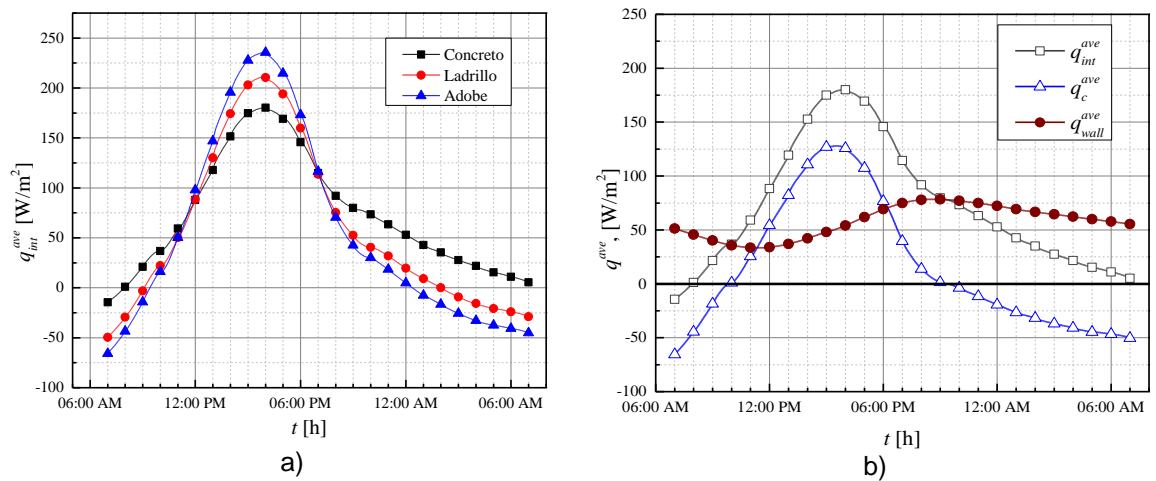 250
200
150
100
50
0
-50
-100
q_int^ave [W/m²]
Concreto
Ladrillo
Adobe
06:00 AM 12:00 PM 06:00 PM 12:00 AM 06:00 AM
t [h]
a)
250
200
150
100
50
0
-50
-100
q^ave, [W/m²]
q_int^ave
q_c^ave
q_wall^ave
06:00 AM 12:00 PM 06:00 PM 12:00 AM 06:00 AM
t [h]
b)